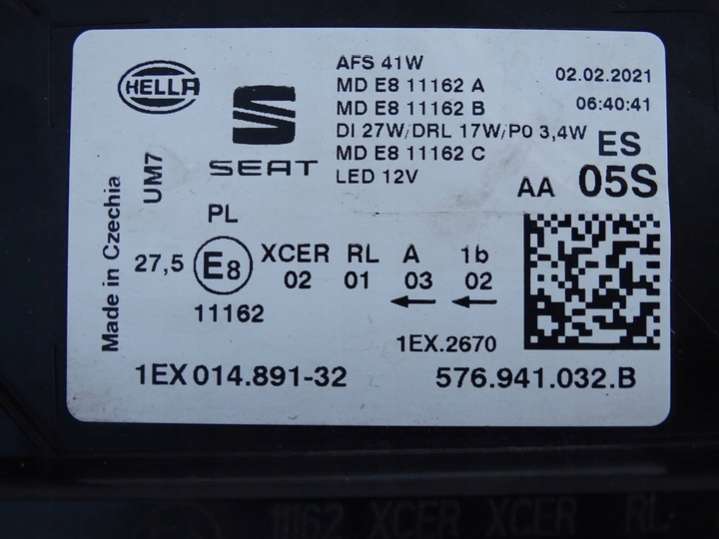 HELLA
SEAT
AFS 41W
MD E8 11162 A
MD E8 11162 B
DI 27W/DRL 17W/PO 3,4W
MD E8 11162 C
LED 12V
02.02.2021
06:40:41
ES
AA 05S
Made in Czechia
UM7
PL
27,5 E8 XCER RL A 1b
02 01 03 02
11162
1EX.2670
1EX 014.891-32
576.941.032.B
11162 XCER XCER RL